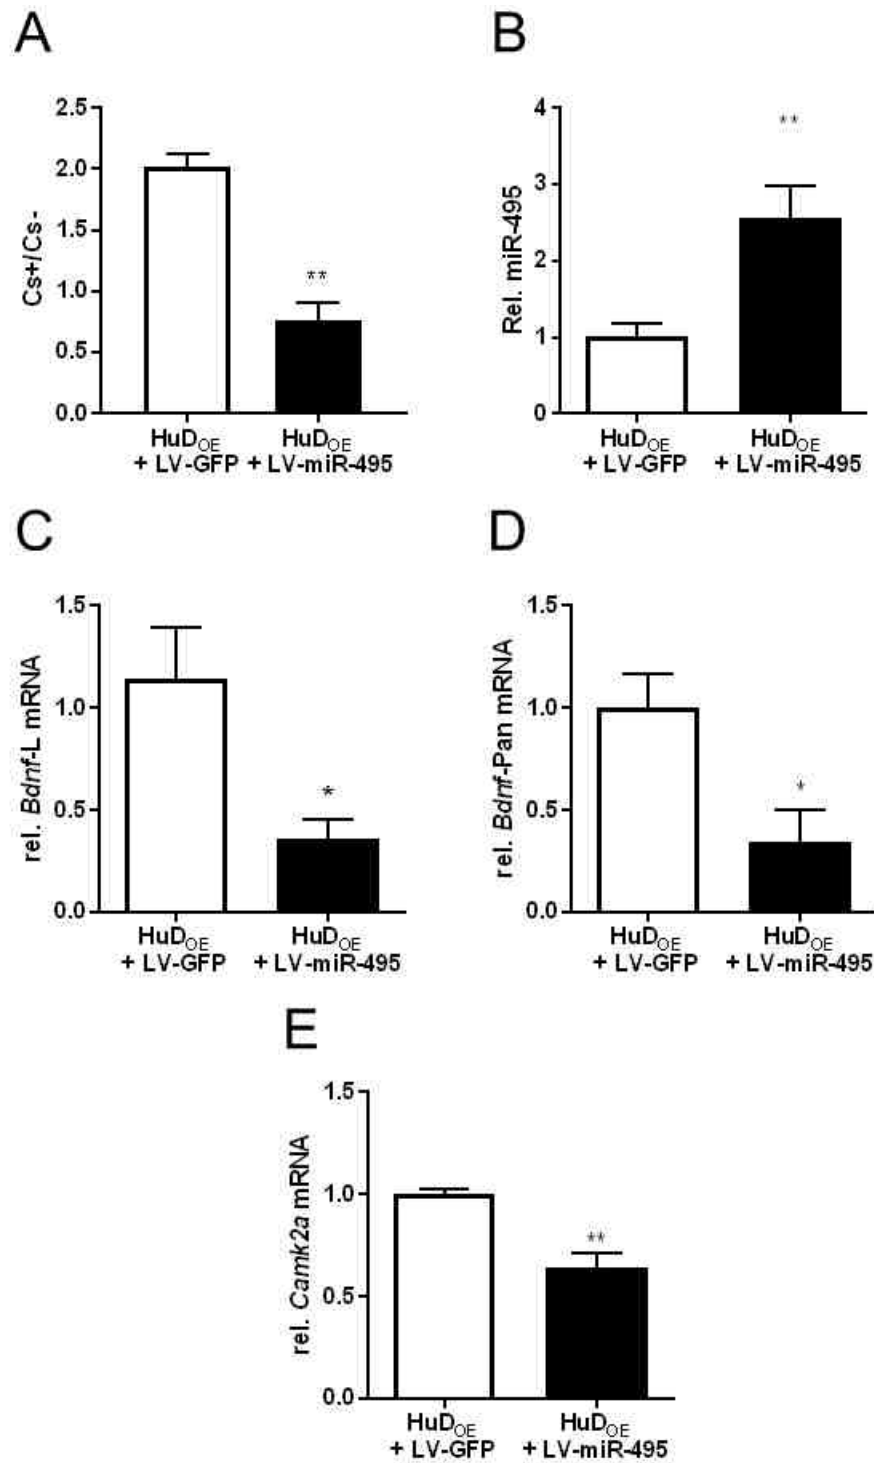 A
B
2.5
2.0
1.5
1.0
0.5
0.0
Cs+/Cs-
**
HuDOE HuDOE
+ LV-GFP + LV-miR-495
4
3
2
1
0
Rel. miR-495
**
HuDOE HuDOE
+ LV-GFP + LV-miR-495
C
D
1.5
1.0
0.5
0.0
rel. Bdnf-L mRNA
*
HuDOE HuDOE
+ LV-GFP + LV-miR-495
1.5
1.0
0.5
0.0
rel. Bdnf-Pan mRNA
*
HuDOE HuDOE
+ LV-GFP + LV-miR-495
E
1.5
1.0
0.5
0.0
rel. Camk2a mRNA
**
HuDOE HuDOE
+ LV-GFP + LV-miR-495